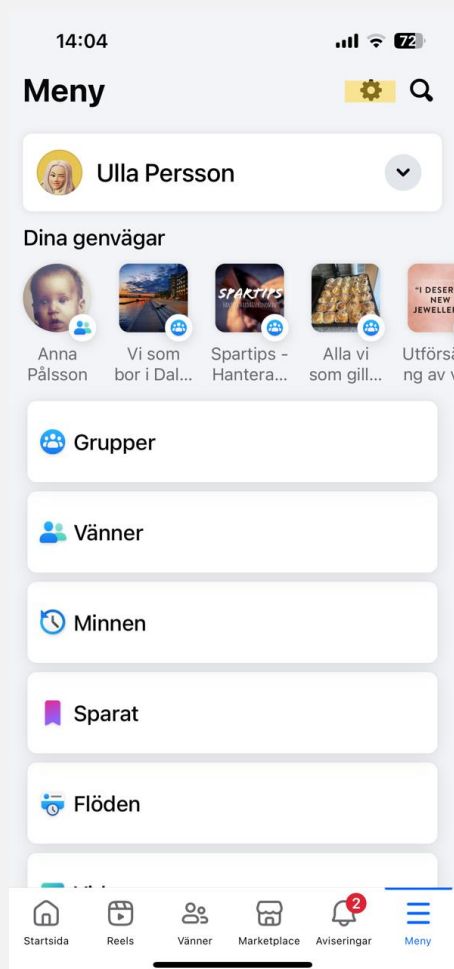 14:04
72
Meny
Ulla Persson
Dina genvägar
SPARTIPS
"I DESER
NEW
JEWELLE
Anna
Pålsson
Vi som
bor i Dal...
Spartips -
Hantera...
Alla vi
som gill...
Utförsä
ng av v
Grupper
Vänner
Minnen
Sparat
Flöden
2
Startsida
Reels
Vänner
Marketplace
Aviseringar
Meny